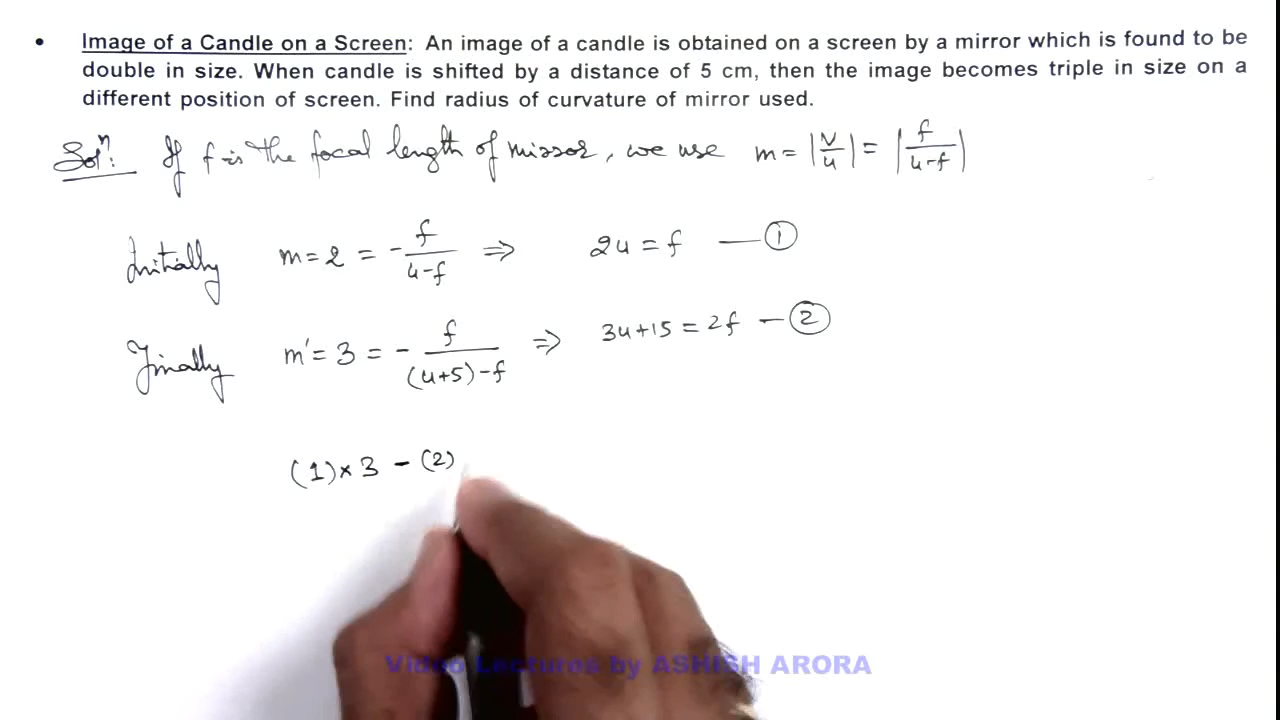 • Image of a Candle on a Screen: An image of a candle is obtained on a screen by a mirror which is found to be
double in size. When candle is shifted by a distance of 5 cm, then the image becomes triple in size on a
different position of screen. Find radius of curvature of mirror used.
Solⁿ: If f is the focal length of mirror, we use m = |v/u| = |f/(u-f)|
Initially m = 2 = - f/(u-f) ⇒ 2u = f — ①
Finally m' = 3 = - f/((u+5)-f) ⇒ 3u+15 = 2f — ②
(1) × 3 - (2)
Video Lectures by ASHISH ARORA